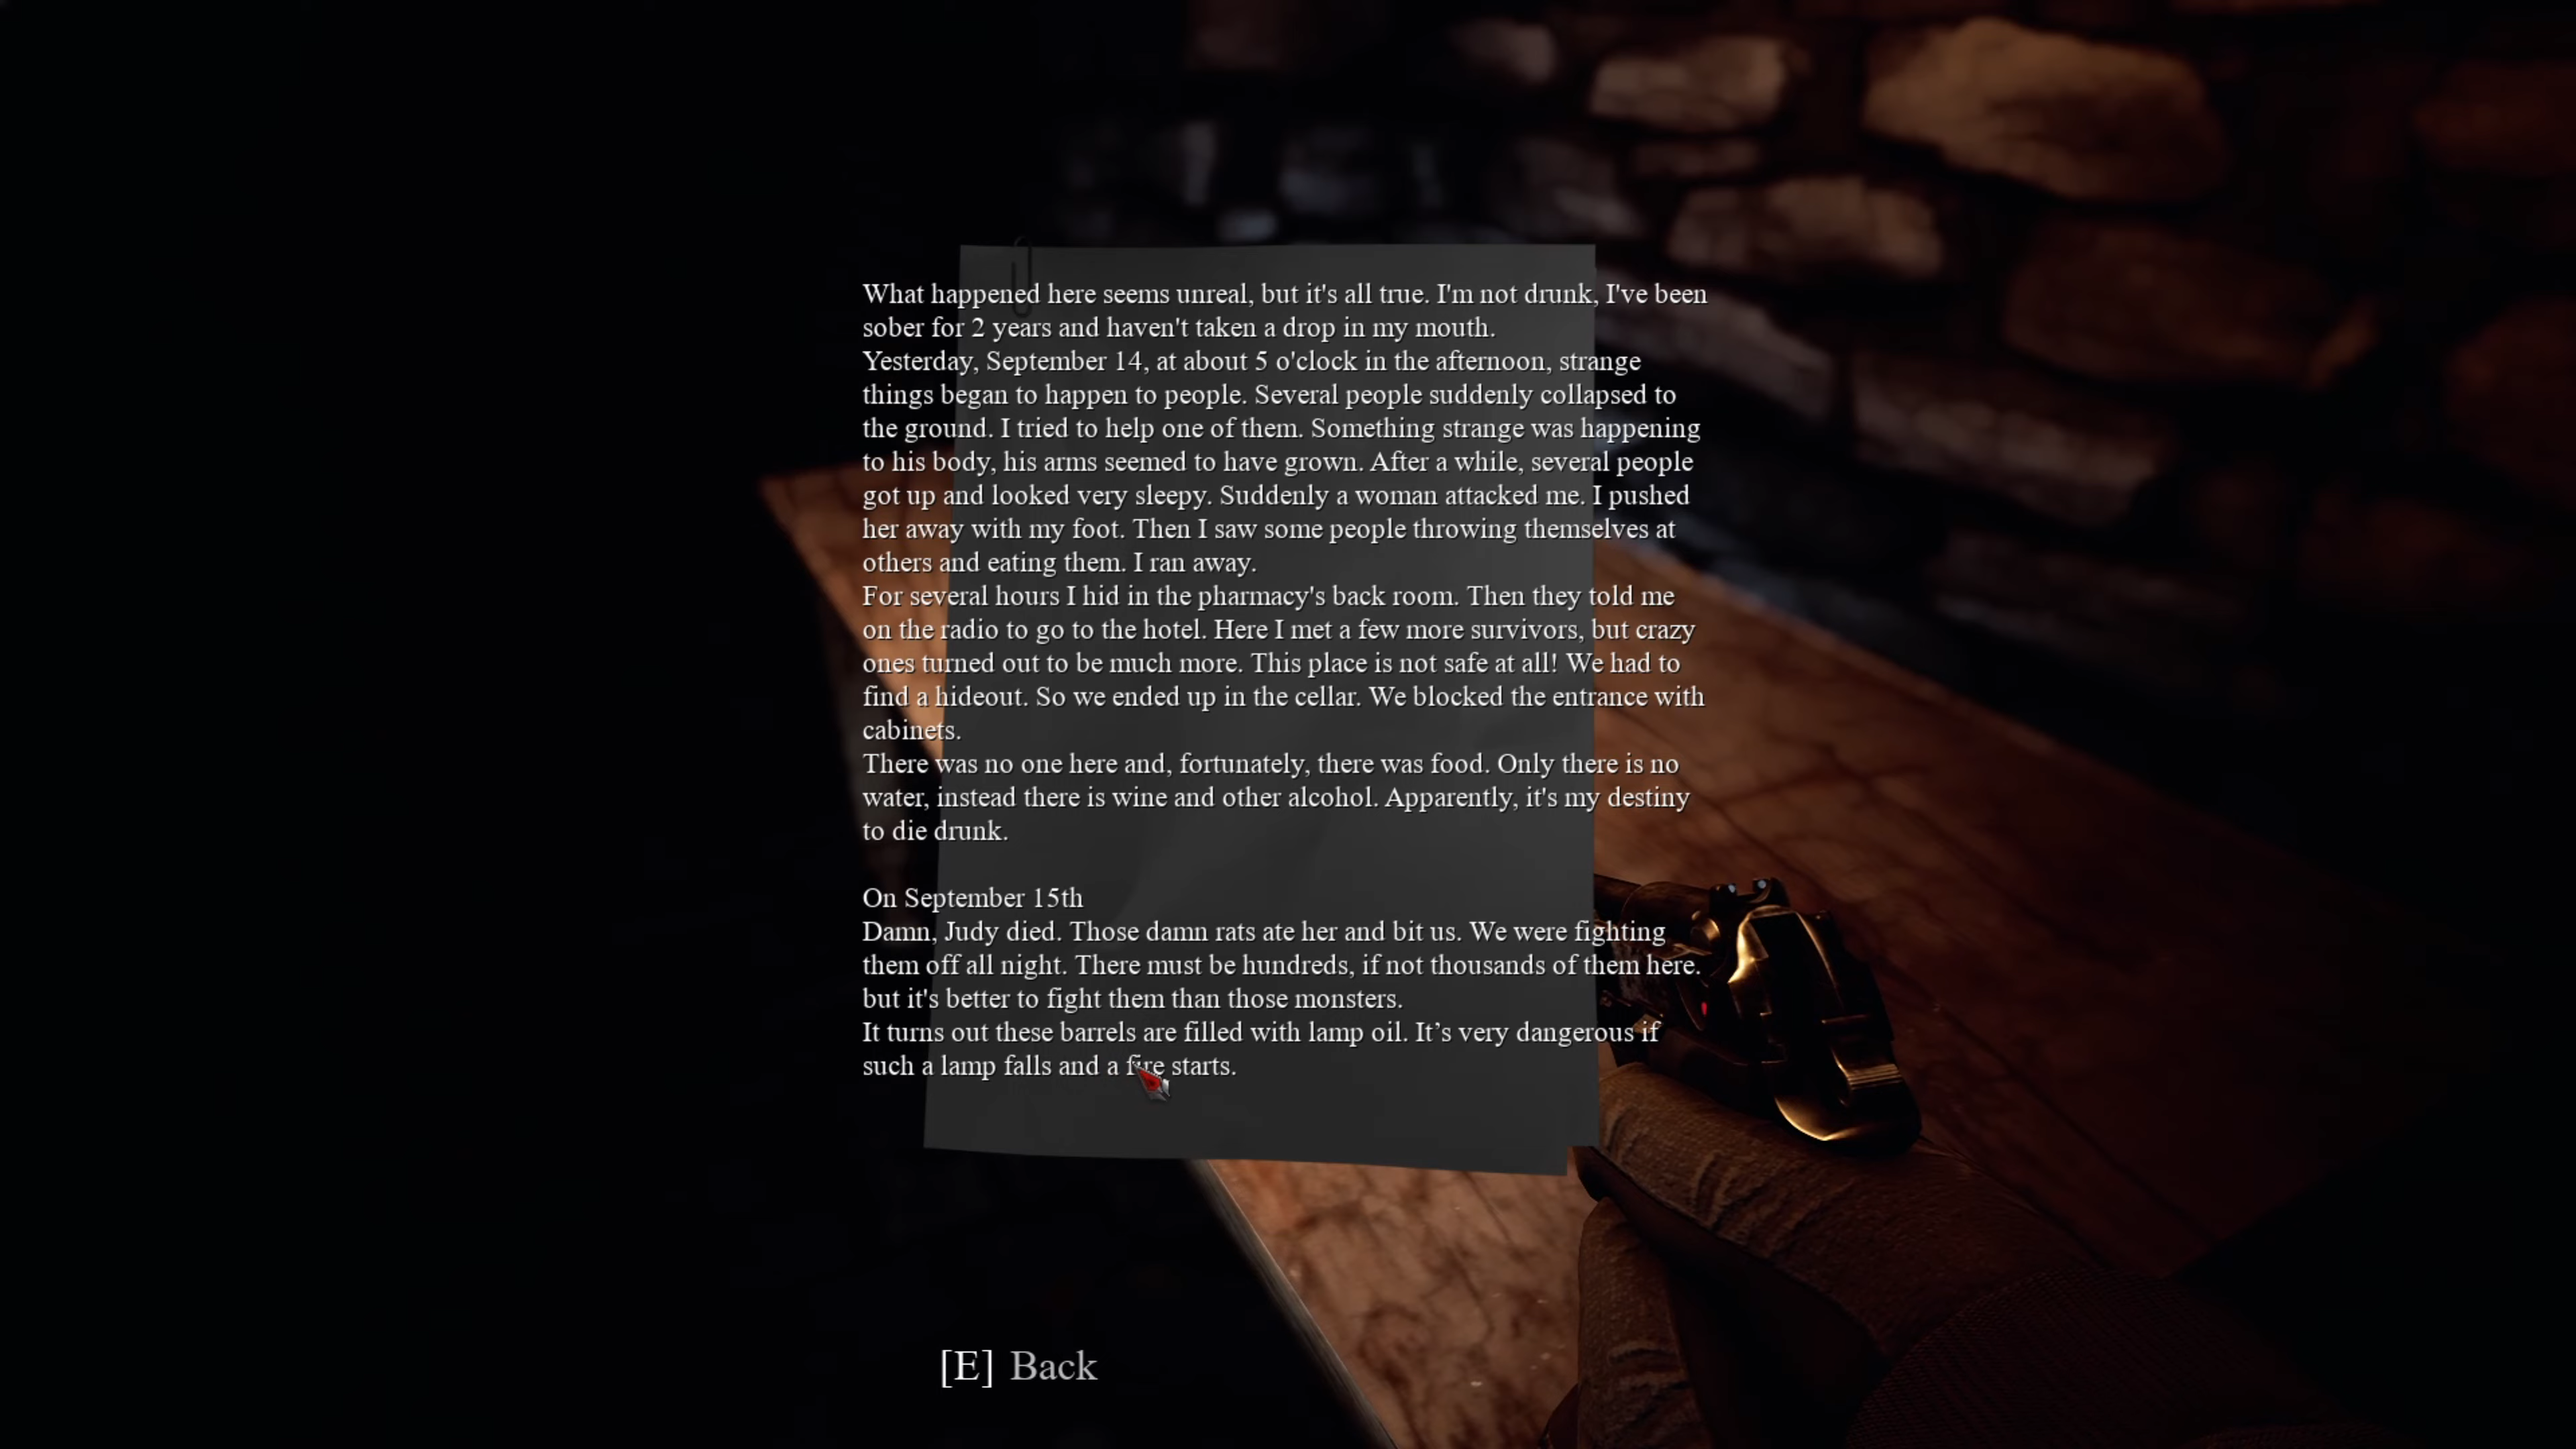 What happened here seems unreal, but it's all true. I'm not drunk, I've been
sober for 2 years and haven't taken a drop in my mouth.
Yesterday, September 14, at about 5 o'clock in the afternoon, strange
things began to happen to people. Several people suddenly collapsed to
the ground. I tried to help one of them. Something strange was happening
to his body, his arms seemed to have grown. After a while, several people
got up and looked very sleepy. Suddenly a woman attacked me. I pushed
her away with my foot. Then I saw some people throwing themselves at
others and eating them. I ran away.
For several hours I hid in the pharmacy's back room. Then they told me
on the radio to go to the hotel. Here I met a few more survivors, but crazy
ones turned out to be much more. This place is not safe at all! We had to
find a hideout. So we ended up in the cellar. We blocked the entrance with
cabinets.
There was no one here and, fortunately, there was food. Only there is no
water, instead there is wine and other alcohol. Apparently, it's my destiny
to die drunk.
On September 15th
Damn, Judy died. Those damn rats ate her and bit us. We were fighting
them off all night. There must be hundreds, if not thousands of them here.
but it's better to fight them than those monsters.
It turns out these barrels are filled with lamp oil. It’s very dangerous if
such a lamp falls and a fire starts.
[E] Back